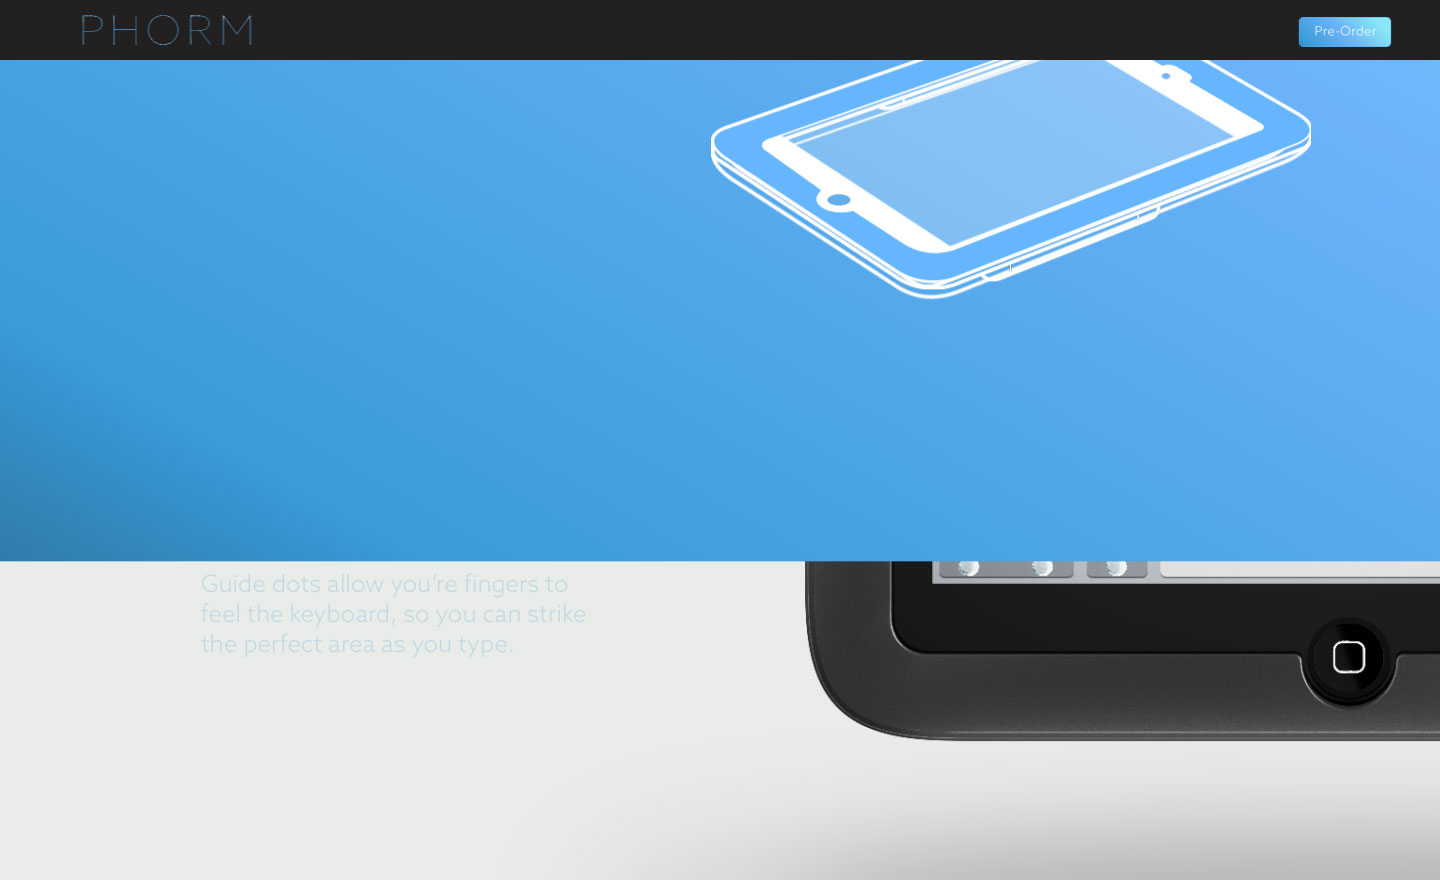 PHORM
Pre-Order
Guide dots allow you’re fingers to
feel the keyboard, so you can strike
the perfect area as you type.